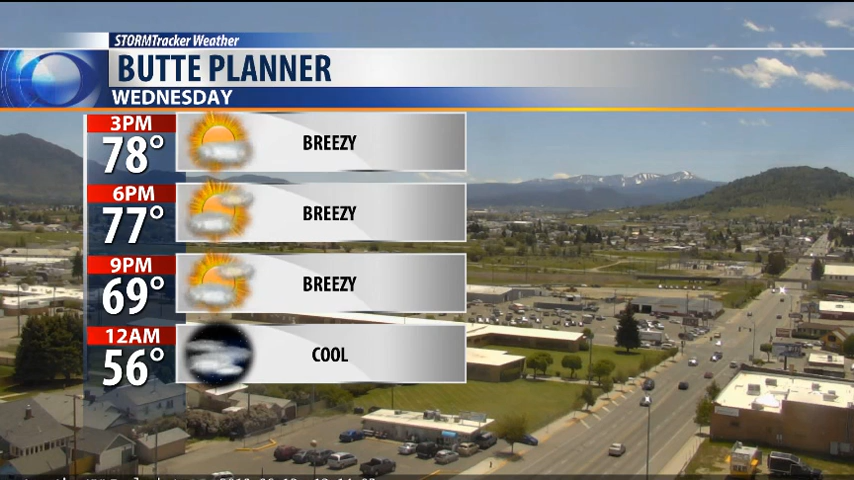 STORMTracker Weather
BUTTE PLANNER
WEDNESDAY
3PM
78° BREEZY
6PM
77° BREEZY
9PM
69° BREEZY
12AM
56° COOL